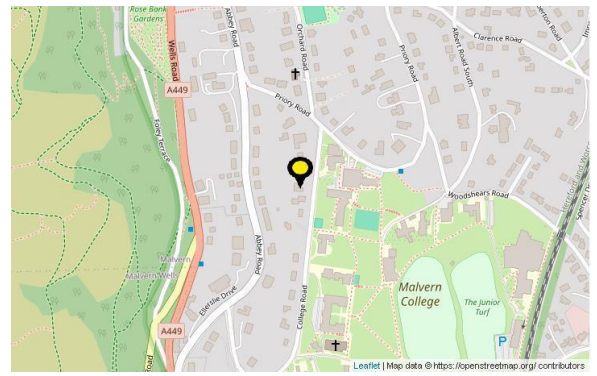 Rose Bank
Gardens
Abbey Road
Orchard Road
Wells Road
Priory Road
Albert Road South
Clarence Road
A449
Priory Road
Foley Terrace
Woodshears Road
Malvern
Malvern Wells
Abbey Road
Ellerslie Drive
College Road
Malvern
College
The Junior
Turf
A449
P
Leaflet | Map data © https://openstreetmap.org/ contributors